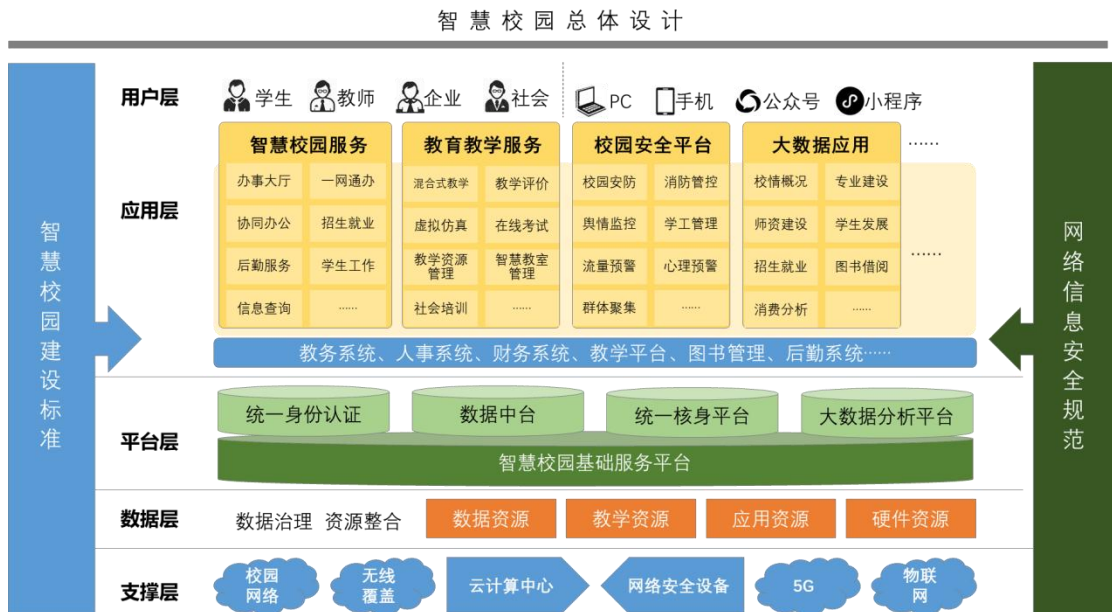 智慧校园总体设计
智慧校园建设标准
网络信息安全规范
用户层
学生 教师 企业 社会 PC 手机 公众号 小程序
应用层
智慧校园服务
办事大厅 一网通办
协同办公 招生就业
后勤服务 学生工作
信息查询 ······
教育教学服务
混合式教学 教学评价
虚拟仿真 在线考试
教学资源管理 智慧教室管理
社会培训 ······
校园安全平台
校园安防 消防管控
舆情监控 学工管理
流量预警 心理预警
群体聚集 ······
大数据应用
校情概况 专业建设
师资建设 学生发展
招生就业 图书借阅
消费分析 ······
······
······
教务系统、人事系统、财务系统、教学平台、图书管理、后勤系统······
平台层
统一身份认证 数据中台 统一核身平台 大数据分析平台
智慧校园基础服务平台
数据层
数据治理 资源整合 数据资源 教学资源 应用资源 硬件资源
支撑层
校园网络 无线覆盖 云计算中心 网络安全设备 5G 物联网